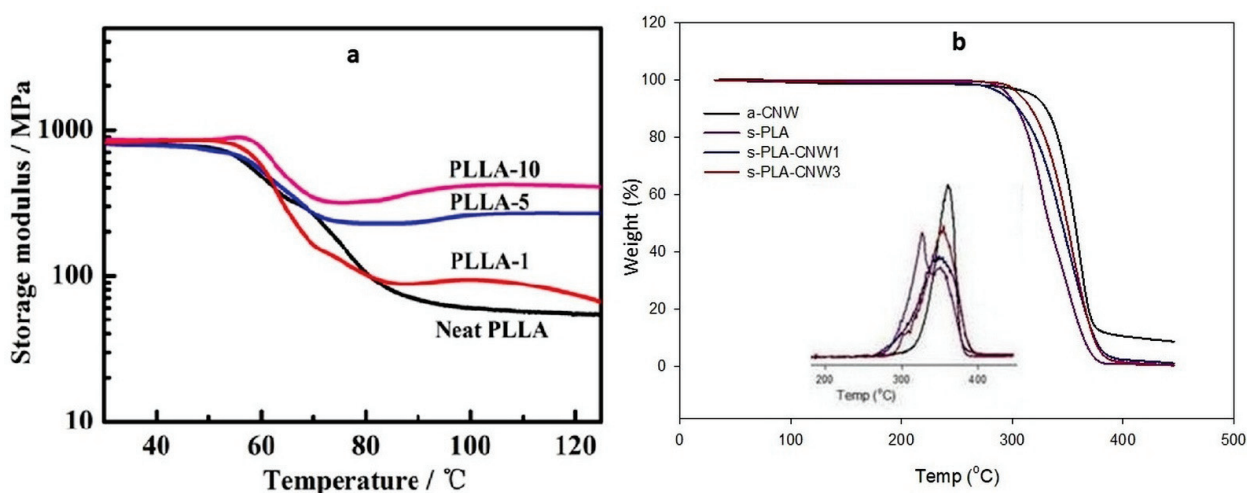 a
Storage modulus / MPa
1000
100
10
PLLA-10
PLLA-5
PLLA-1
Neat PLLA
40 60 80 100 120
Temperature / ℃
b
Weight (%)
120
100
80
60
40
20
0
a-CNW
s-PLA
s-PLA-CNW1
s-PLA-CNW3
200 300 400
Temp (°C)
0 100 200 300 400 500
Temp (°C)